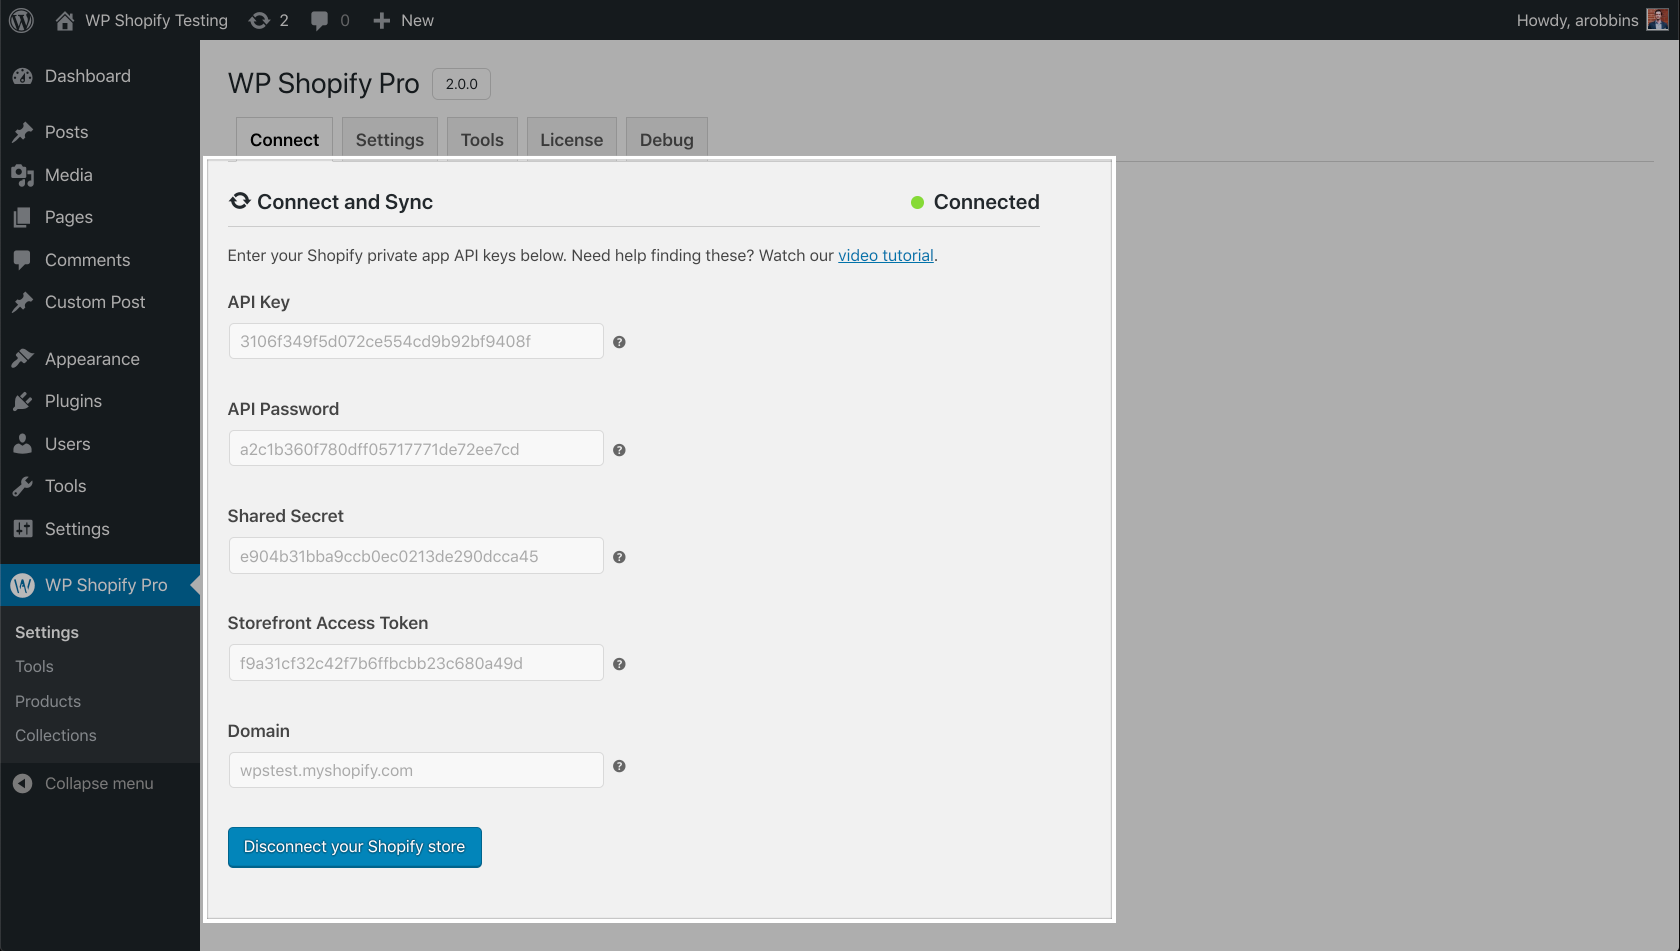 WP Shopify Testing 2 0 New Howdy, arobbins
Dashboard
Posts
Media
Pages
Comments
Custom Post
Appearance
Plugins
Users
Tools
Settings
WP Shopify Pro
Settings
Tools
Products
Collections
Collapse menu
WP Shopify Pro 2.0.0
Connect Settings Tools License Debug
Connect and Sync Connected
Enter your Shopify private app API keys below. Need help finding these? Watch our video tutorial.
API Key
3106f349f5d072ce554cd9b92bf9408f
API Password
a2c1b360f780dff05717771de72ee7cd
Shared Secret
e904b31bba9ccb0ec0213de290dcca45
Storefront Access Token
f9a31cf32c42f7b6ffbcbb23c680a49d
Domain
wpstest.myshopify.com
Disconnect your Shopify store